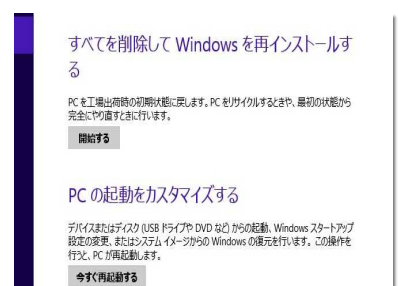 すべてを削除して Windows を再インストールす
る
PC を工場出荷時の初期状態に戻します。PC をリサイクルするときや、最初の状態から
完全にやり直すときに行います。
開始する
PC の起動をカスタマイズする
デバイスまたはディスク (USB ドライブや DVD など) からの起動、Windows スタートアップ
設定の変更、またはシステム イメージからの Windows の復元を行います。この操作を
行うと、PC が再起動します。
今すぐ再起動する